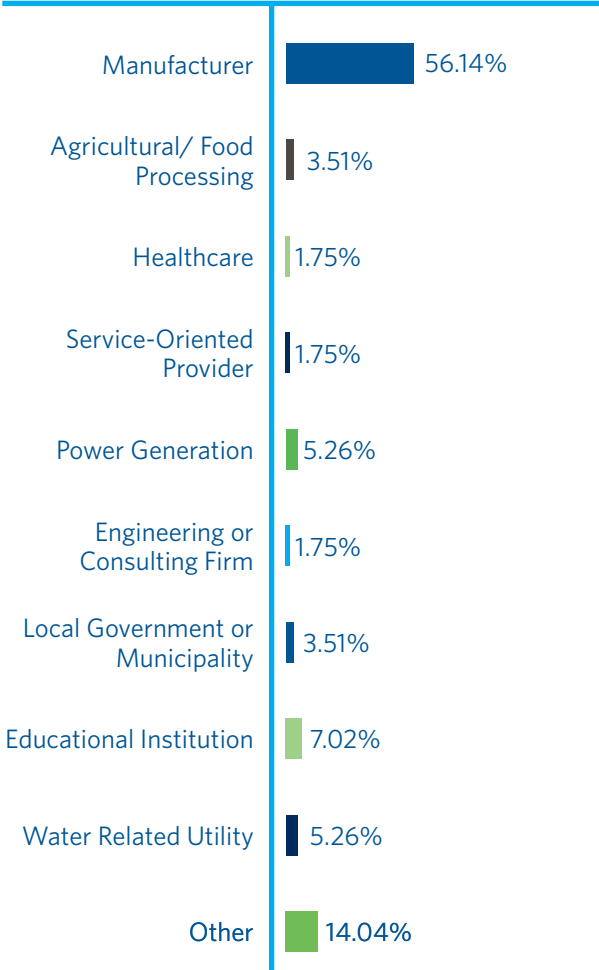 Manufacturer 56.14%
Agricultural/ Food
Processing 3.51%
Healthcare 1.75%
Service-Oriented
Provider 1.75%
Power Generation 5.26%
Engineering or
Consulting Firm 1.75%
Local Government or
Municipality 3.51%
Educational Institution 7.02%
Water Related Utility 5.26%
Other 14.04%